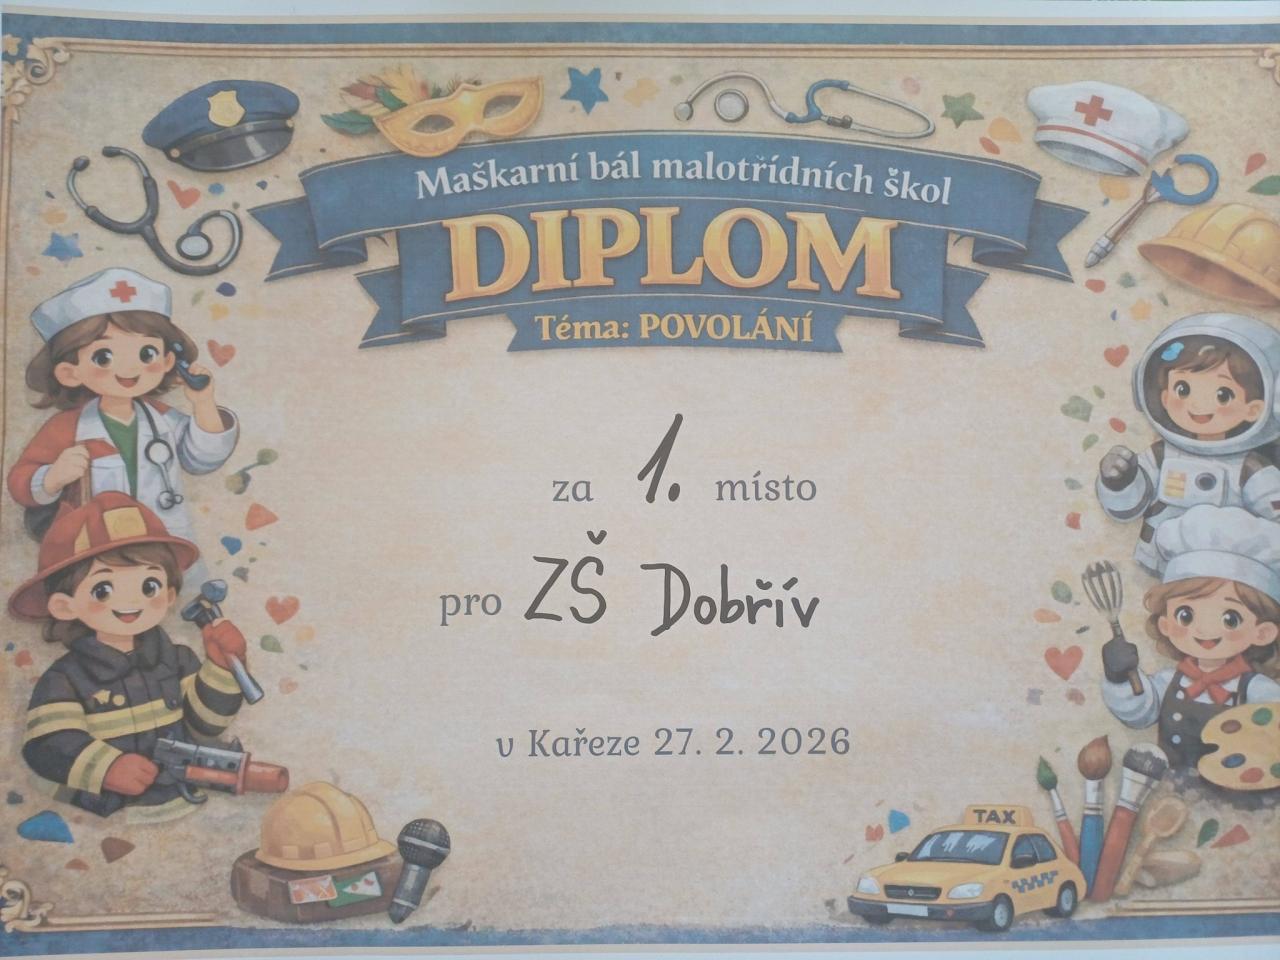 Maškarní bál malotřídních škol
DIPLOM
Téma: POVOLÁNÍ
za 1. místo
pro ZŠ Dobřív
v Kařeze 27. 2. 2026
TAX